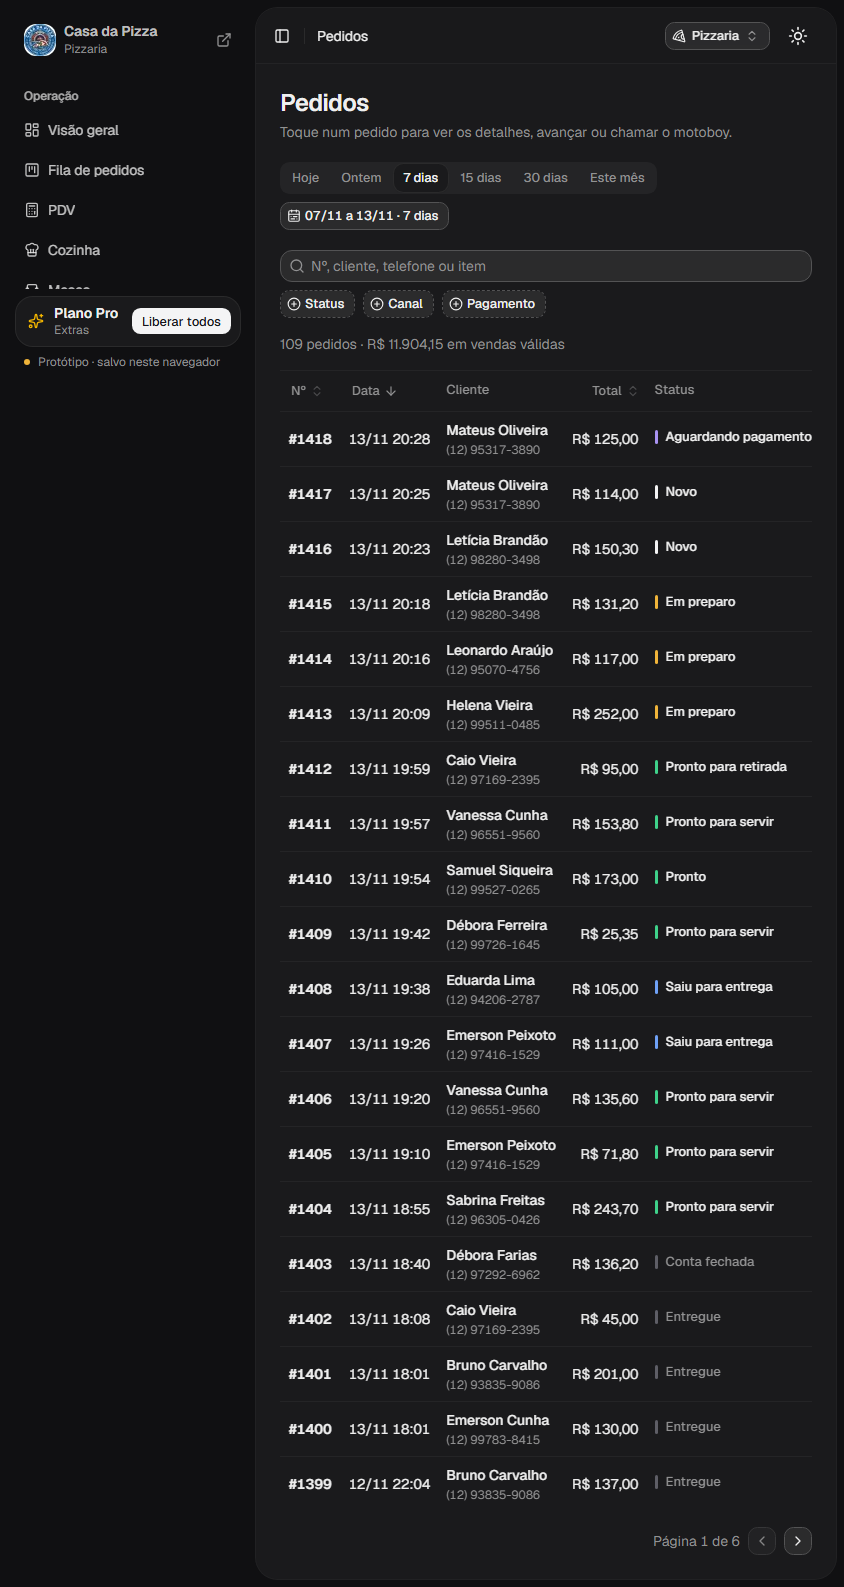 Casa da Pizza
Pizzaria
Operação
Visão geral
Fila de pedidos
PDV
Cozinha
Plano Pro
Extras
Liberar todos
Protótipo · salvo neste navegador
Pedidos
Pizzaria
Pedidos
Toque num pedido para ver os detalhes, avançar ou chamar o motoboy.
Hoje Ontem 7 dias 15 dias 30 dias Este mês
07/11 a 13/11 · 7 dias
Nº, cliente, telefone ou item
Status Canal Pagamento
109 pedidos · R$ 11.904,15 em vendas válidas
Nº Data Cliente Total Status
#1418 13/11 20:28 Mateus Oliveira R$ 125,00 Aguardando pagamento
(12) 95317-3890
#1417 13/11 20:25 Mateus Oliveira R$ 114,00 Novo
(12) 95317-3890
#1416 13/11 20:23 Letícia Brandão R$ 150,30 Novo
(12) 98280-3498
#1415 13/11 20:18 Letícia Brandão R$ 131,20 Em preparo
(12) 98280-3498
#1414 13/11 20:16 Leonardo Araújo R$ 117,00 Em preparo
(12) 95070-4756
#1413 13/11 20:09 Helena Vieira R$ 252,00 Em preparo
(12) 99511-0485
#1412 13/11 19:59 Caio Vieira R$ 95,00 Pronto para retirada
(12) 97169-2395
#1411 13/11 19:57 Vanessa Cunha R$ 153,80 Pronto para servir
(12) 96551-9560
#1410 13/11 19:54 Samuel Siqueira R$ 173,00 Pronto
(12) 99527-0265
#1409 13/11 19:42 Débora Ferreira R$ 25,35 Pronto para servir
(12) 99726-1645
#1408 13/11 19:38 Eduarda Lima R$ 105,00 Saiu para entrega
(12) 94206-2787
#1407 13/11 19:26 Emerson Peixoto R$ 111,00 Saiu para entrega
(12) 97416-1529
#1406 13/11 19:20 Vanessa Cunha R$ 135,60 Pronto para servir
(12) 96551-9560
#1405 13/11 19:10 Emerson Peixoto R$ 71,80 Pronto para servir
(12) 97416-1529
#1404 13/11 18:55 Sabrina Freitas R$ 243,70 Pronto para servir
(12) 96305-0426
#1403 13/11 18:40 Débora Farias R$ 136,20 Conta fechada
(12) 97292-6962
#1402 13/11 18:08 Caio Vieira R$ 45,00 Entregue
(12) 97169-2395
#1401 13/11 18:01 Bruno Carvalho R$ 201,00 Entregue
(12) 93835-9086
#1400 13/11 18:01 Emerson Cunha R$ 130,00 Entregue
(12) 99783-8415
#1399 12/11 22:04 Bruno Carvalho R$ 137,00 Entregue
(12) 93835-9086
Página 1 de 6